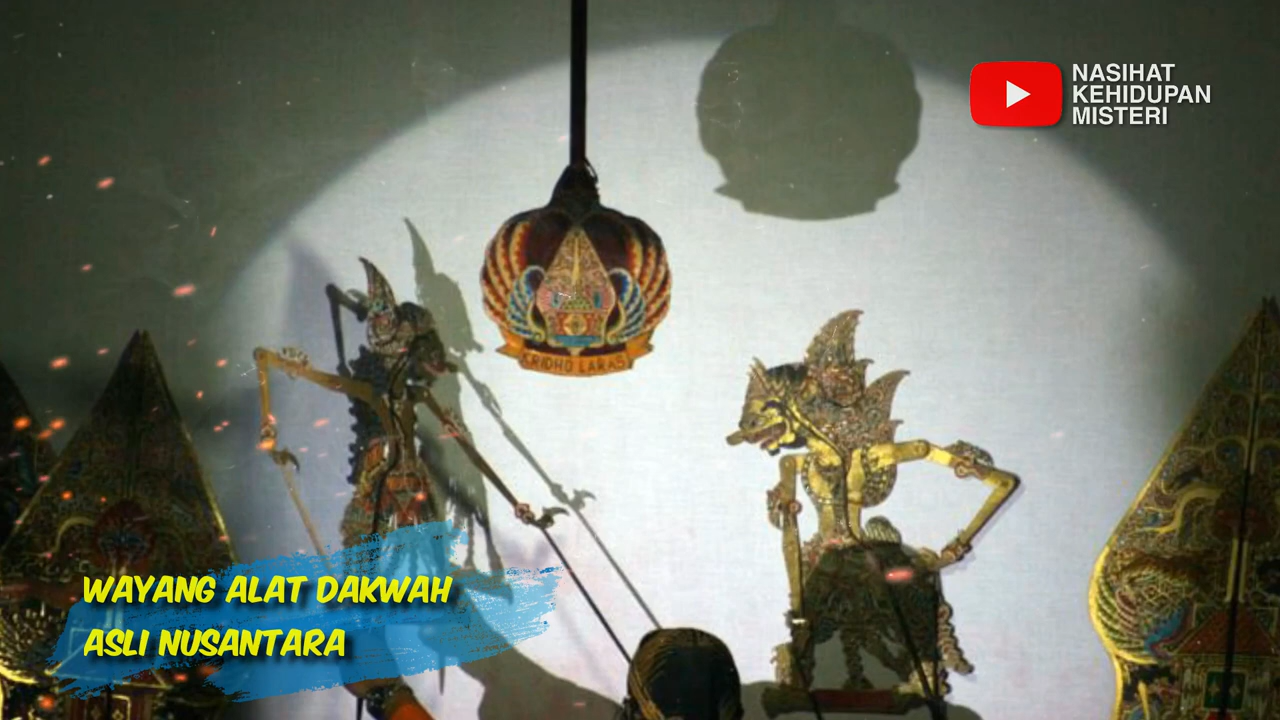 NASIHAT
KEHIDUPAN
MISTERI
KRIDHO LARAS
WAYANG ALAT DAKWAH
ASLI NUSANTARA